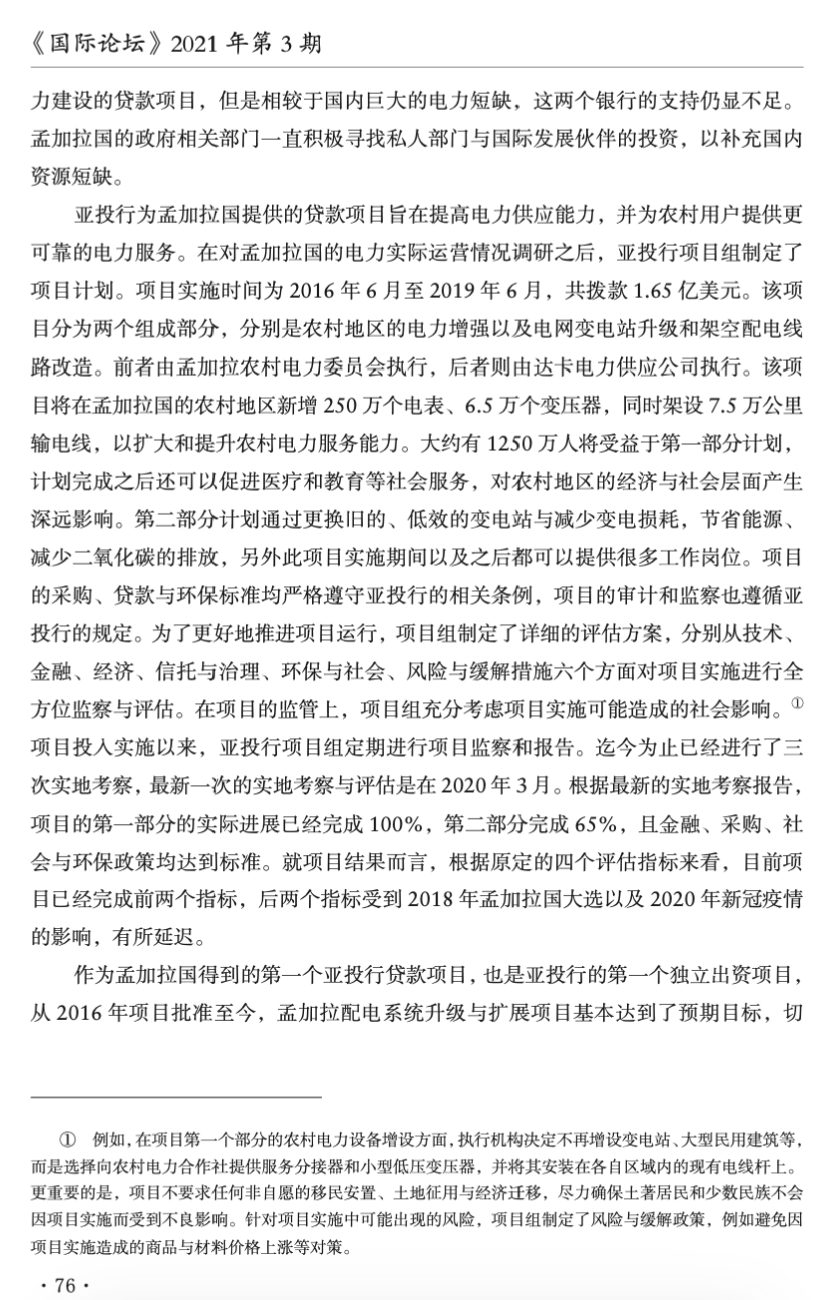 《国际论坛》2021 年第 3 期
力建设的贷款项目，但是相较于国内巨大的电力短缺，这两个银行的支持仍显不足。
孟加拉国的政府相关部门一直积极寻找私人部门与国际发展伙伴的投资，以补充国内
资源短缺。
亚投行为孟加拉国提供的贷款项目旨在提高电力供应能力，并为农村用户提供更
可靠的电力服务。在对孟加拉国的电力实际运营情况调研之后，亚投行项目组制定了
项目计划。项目实施时间为 2016 年 6 月至 2019 年 6 月，共拨款 1.65 亿美元。该项
目分为两个组成部分，分别是农村地区的电力增强以及电网变电站升级和架空配电线
路改造。前者由孟加拉农村电力委员会执行，后者则由达卡电力供应公司执行。该项
目将在孟加拉国的农村地区新增 250 万个电表、6.5 万个变压器，同时架设 7.5 万公里
输电线，以扩大和提升农村电力服务能力。大约有 1250 万人将受益于第一部分计划，
计划完成之后还可以促进医疗和教育等社会服务，对农村地区的经济与社会层面产生
深远影响。第二部分计划通过更换旧的、低效的变电站与减少变电损耗，节省能源、
减少二氧化碳的排放，另外此项目实施期间以及之后都可以提供很多工作岗位。项目
的采购、贷款与环保标准均严格遵守亚投行的相关条例，项目的审计和监察也遵循亚
投行的规定。为了更好地推进项目运行，项目组制定了详细的评估方案，分别从技术、
金融、经济、信托与治理、环保与社会、风险与缓解措施六个方面对项目实施进行全
方位监察与评估。在项目的监管上，项目组充分考虑项目实施可能造成的社会影响。①
项目投入实施以来，亚投行项目组定期进行项目监察和报告。迄今为止已经进行了三
次实地考察，最新一次的实地考察与评估是在 2020 年 3 月。根据最新的实地考察报告，
项目的第一部分的实际进展已经完成 100%，第二部分完成 65%，且金融、采购、社
会与环保政策均达到标准。就项目结果而言，根据原定的四个评估指标来看，目前项
目已经完成前两个指标，后两个指标受到 2018 年孟加拉国大选以及 2020 年新冠疫情
的影响，有所延迟。
作为孟加拉国得到的第一个亚投行贷款项目，也是亚投行的第一个独立出资项目，
从 2016 年项目批准至今，孟加拉配电系统升级与扩展项目基本达到了预期目标，切
① 例如，在项目第一个部分的农村电力设备增设方面，执行机构决定不再增设变电站、大型民用建筑等，
而是选择向农村电力合作社提供服务分接器和小型低压变压器，并将其安装在各自区域内的现有电线杆上。
更重要的是，项目不要求任何非自愿的移民安置、土地征用与经济迁移，尽力确保土著居民和少数民族不会
因项目实施而受到不良影响。针对项目实施中可能出现的风险，项目组制定了风险与缓解政策，例如避免因
项目实施造成的商品与材料价格上涨等对策。
·76·